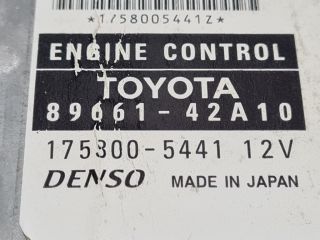 *1758005441Z*
ENGINE CONTROL
TOYOTA
89661-42A10
175800-5441 12V
DENSO MADE IN JAPAN